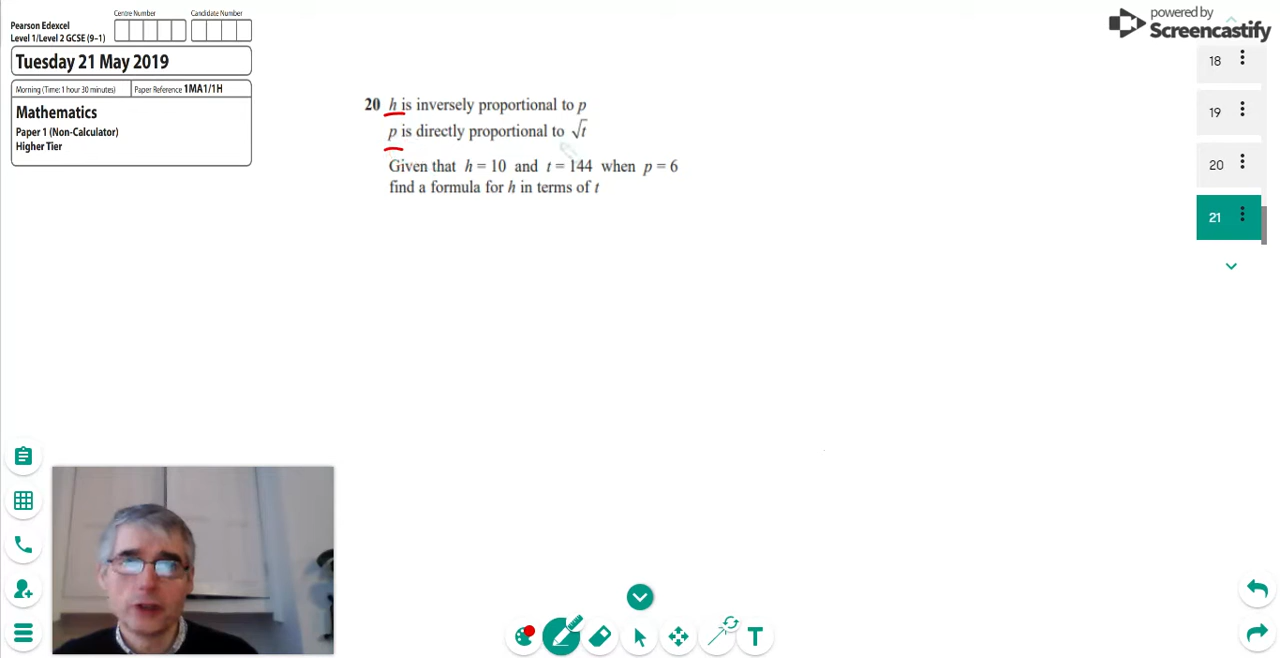 powered by
Screencastify
Centre Number
Candidate Number
Pearson Edexcel
Level 1/Level 2 GCSE (9–1)
Tuesday 21 May 2019
Morning (Time: 1 hour 30 minutes)
Paper Reference 1MA1/1H
Mathematics
Paper 1 (Non-Calculator)
Higher Tier
20 h is inversely proportional to p
p is directly proportional to √t
Given that h = 10 and t = 144 when p = 6
find a formula for h in terms of t
18
19
20
21
T